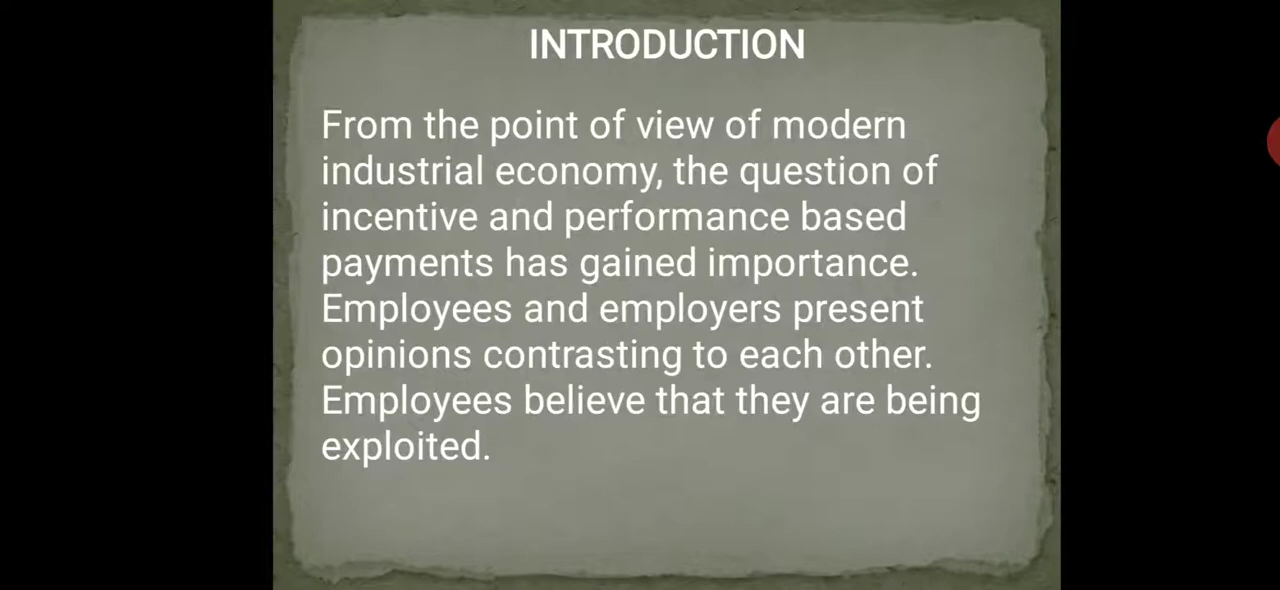 INTRODUCTION
From the point of view of modern
industrial economy, the question of
incentive and performance based
payments has gained importance.
Employees and employers present
opinions contrasting to each other.
Employees believe that they are being
exploited.